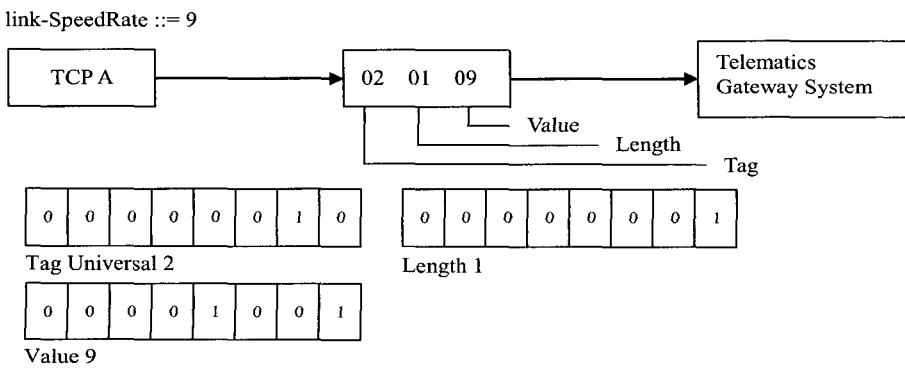 link-SpeedRate ::= 9
TCP A
02 01 09
Telematics
Gateway System
Value
Length
Tag
0 0 0 0 0 0 1 0
0 0 0 0 0 0 0 1
Tag Universal 2
Length 1
0 0 0 0 1 0 0 1
Value 9